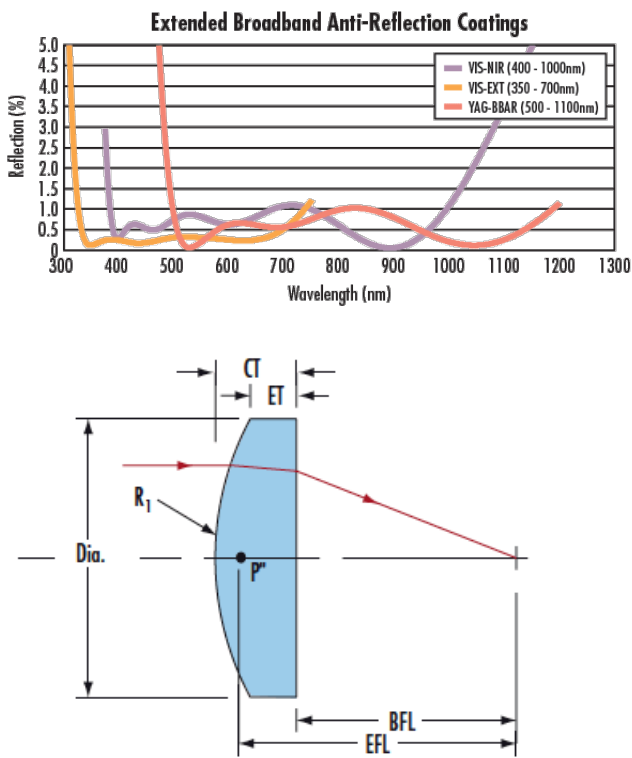 Extended Broadband Anti-Reflection Coatings
Reflection (%)
5.0
4.5
4.0
3.5
3.0
2.5
2.0
1.5
1.0
0.5
0
VIS-NIR (400 - 1000nm)
VIS-EXT (350 - 700nm)
YAG-BBAR (500 - 1100nm)
300 400 500 600 700 800 900 1000 1100 1200 1300
Wavelength (nm)
CT
ET
R1
Dia.
P"
BFL
EFL